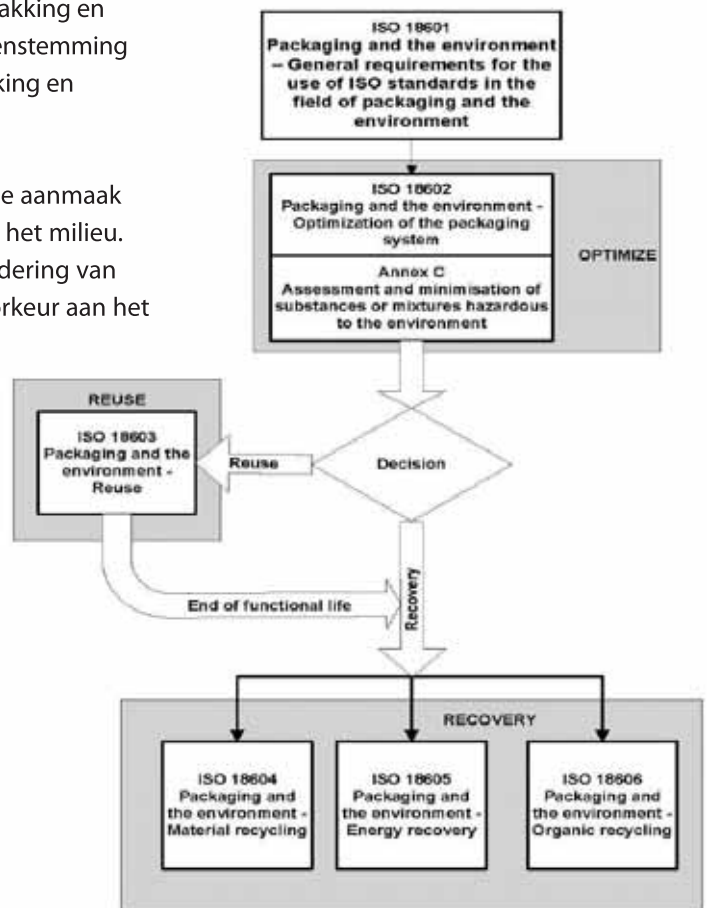 akking en
enstemming
king en
e aanmaak
het milieu.
dering van
orkeur aan het
ISO 18601
Packaging and the environment
– General requirements for the
use of ISO standards in the
field of packaging and the
environment
ISO 18602
Packaging and the environment -
Optimization of the packaging
system
OPTIMIZE
Annex C
Assessment and minimisation of
substances or mixtures hazardous
to the environment
REUSE
ISO 18603
Packaging and the
environment -
Reuse
Reuse
Decision
End of functional life
Recovery
RECOVERY
ISO 18604
Packaging and
the environment -
Material recycling
ISO 18605
Packaging and
the environment -
Energy recovery
ISO 18606
Packaging and
the environment -
Organic recycling